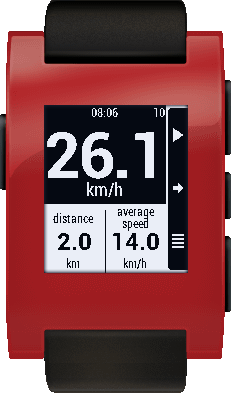 08:06 10
26.1
km/h
distance
2.0
km
average
speed
14.0
km/h